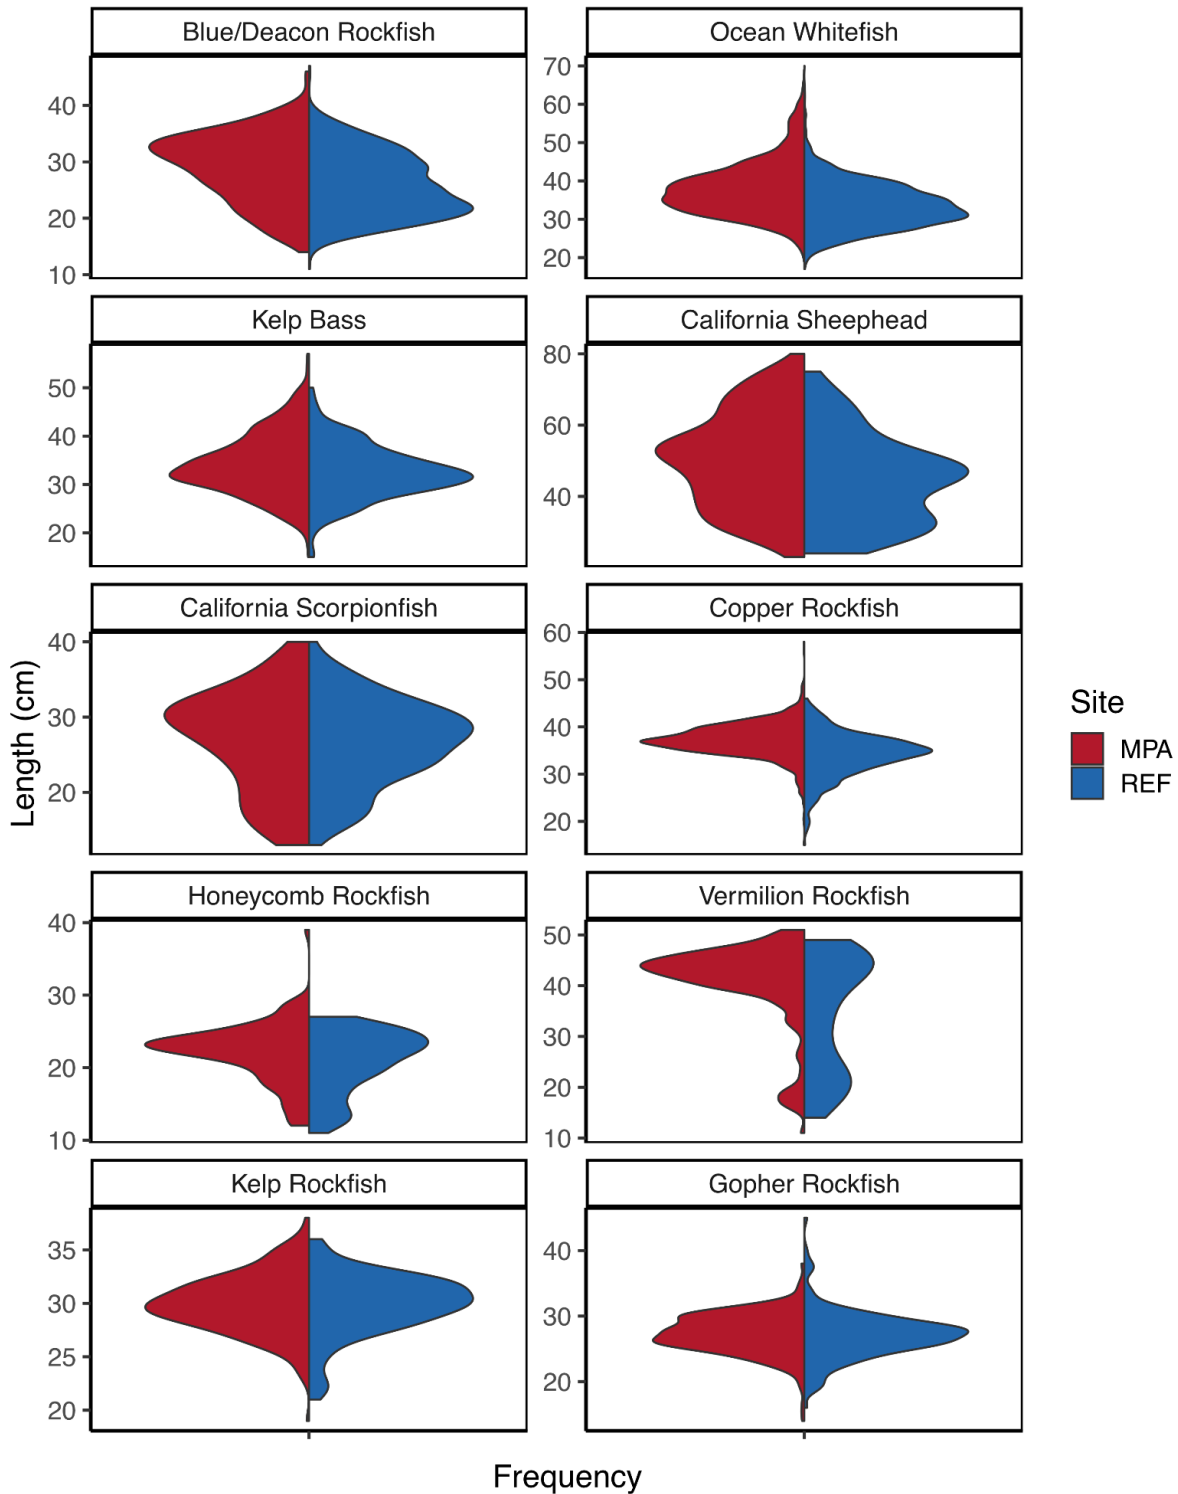 Blue/Deacon Rockfish
Ocean Whitefish
40
30
20
10
70
60
50
40
30
20
Kelp Bass
California Sheephead
50
40
30
20
80
60
40
California Scorpionfish
Copper Rockfish
40
30
20
60
50
40
30
20
Length (cm)
Site
MPA
REF
Honeycomb Rockfish
Vermilion Rockfish
40
30
20
10
50
40
30
20
10
Kelp Rockfish
Gopher Rockfish
35
30
25
20
40
30
20
Frequency